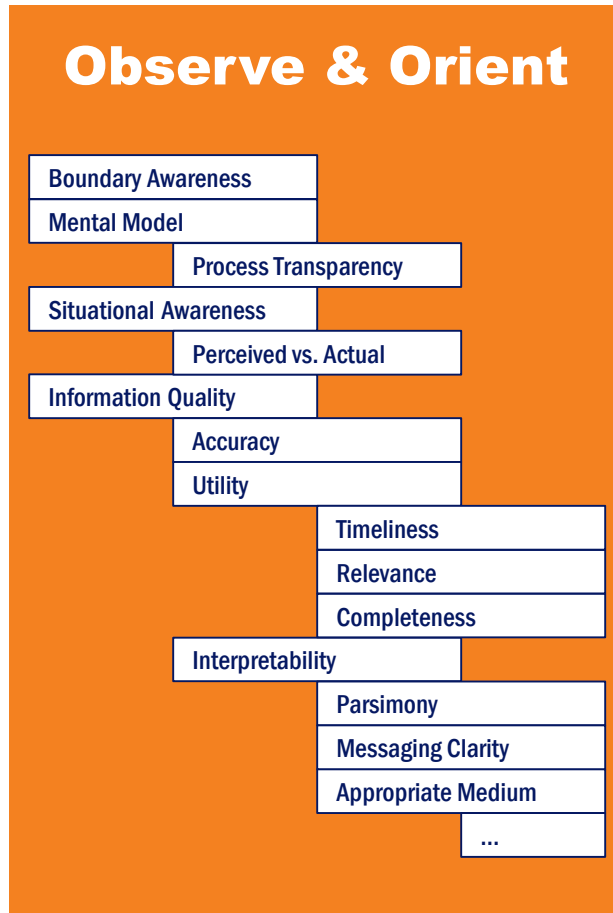 Observe & Orient
Boundary Awareness
Mental Model
Process Transparency
Situational Awareness
Perceived vs. Actual
Information Quality
Accuracy
Utility
Timeliness
Relevance
Completeness
Interpretability
Parsimony
Messaging Clarity
Appropriate Medium
...